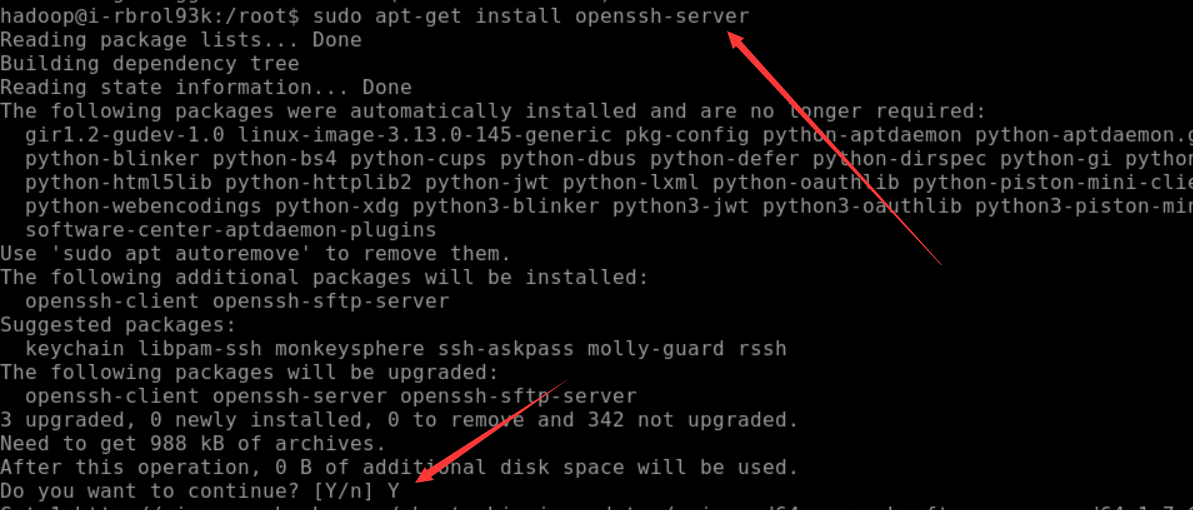 hadoop@i-rbrol93k:/root$ sudo apt-get install openssh-server
Reading package lists... Done
Building dependency tree
Reading state information... Done
The following packages were automatically installed and are no longer required:
gir1.2-gudev-1.0 linux-image-3.13.0-145-generic pkg-config python-aptdaemon python-aptdaemon.g
python-blinker python-bs4 python-cups python-dbus python-defer python-dirspec python-gi python
python-html5lib python-httplib2 python-jwt python-lxml python-oauthlib python-piston-mini-clie
python-webencodings python-xdg python3-blinker python3-jwt python3-oauthlib python3-piston-min
software-center-aptdaemon-plugins
Use 'sudo apt autoremove' to remove them.
The following additional packages will be installed:
openssh-client openssh-sftp-server
Suggested packages:
keychain libpam-ssh monkeysphere ssh-askpass molly-guard rssh
The following packages will be upgraded:
openssh-client openssh-server openssh-sftp-server
3 upgraded, 0 newly installed, 0 to remove and 342 not upgraded.
Need to get 988 kB of archives.
After this operation, 0 B of additional disk space will be used.
Do you want to continue? [Y/n] Y